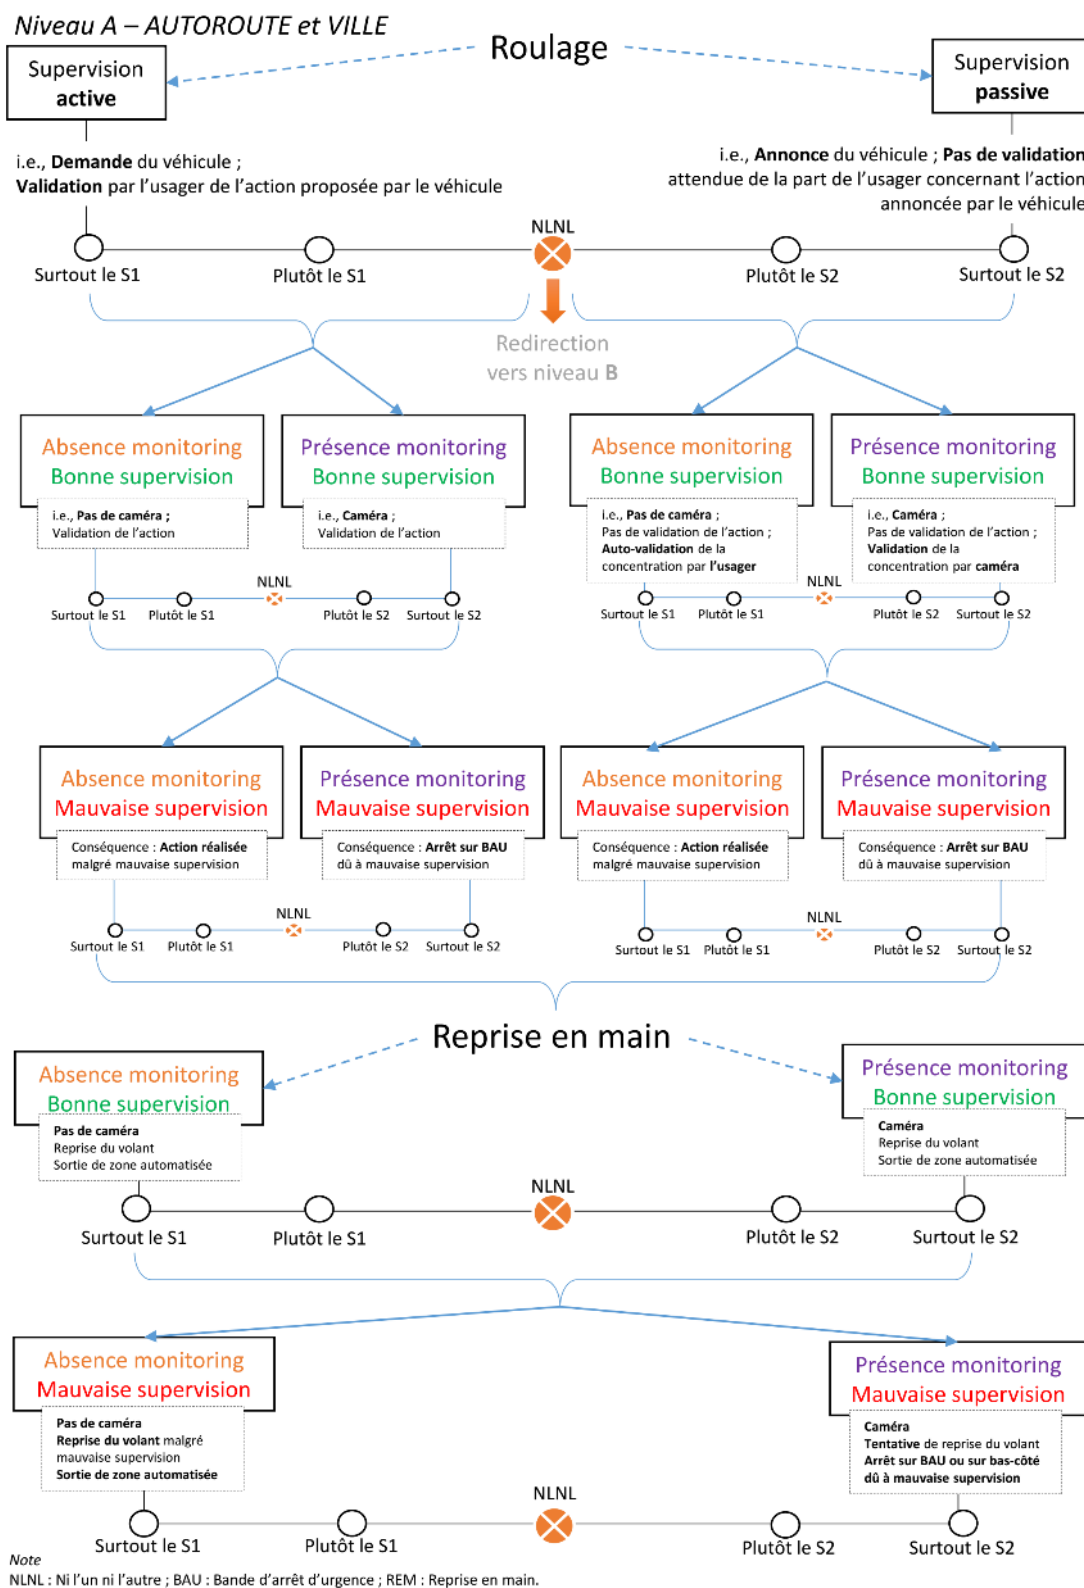 Niveau A – AUTOROUTE et VILLE
Roulage
Supervision
active
Supervision
passive
i.e., Demande du véhicule ;
Validation par l'usager de l'action proposée par le véhicule
i.e., Annonce du véhicule ; Pas de validation
attendue de la part de l'usager concernant l'action
annoncée par le véhicule
NLNL
Surtout le S1
Plutôt le S1
Plutôt le S2
Surtout le S2
Redirection
vers niveau B
Absence monitoring
Bonne supervision
i.e., Pas de caméra ;
Validation de l'action
Présence monitoring
Bonne supervision
i.e., Caméra ;
Validation de l'action
Absence monitoring
Bonne supervision
i.e., Pas de caméra ;
Pas de validation de l'action ;
Auto-validation de la
concentration par l'usager
Présence monitoring
Bonne supervision
i.e., Caméra ;
Pas de validation de l'action ;
Validation de la
concentration par caméra
NLNL
Surtout le S1
Plutôt le S1
Plutôt le S2
Surtout le S2
NLNL
Surtout le S1
Plutôt le S1
Plutôt le S2
Surtout le S2
Absence monitoring
Mauvaise supervision
Conséquence : Action réalisée
malgré mauvaise supervision
Présence monitoring
Mauvaise supervision
Conséquence : Arrêt sur BAU
dû à mauvaise supervision
Absence monitoring
Mauvaise supervision
Conséquence : Action réalisée
malgré mauvaise supervision
Présence monitoring
Mauvaise supervision
Conséquence : Arrêt sur BAU
dû à mauvaise supervision
NLNL
Surtout le S1
Plutôt le S1
Plutôt le S2
Surtout le S2
NLNL
Surtout le S1
Plutôt le S1
Plutôt le S2
Surtout le S2
Reprise en main
Absence monitoring
Bonne supervision
Pas de caméra
Reprise du volant
Sortie de zone automatisée
Présence monitoring
Bonne supervision
Caméra
Reprise du volant
Sortie de zone automatisée
NLNL
Surtout le S1
Plutôt le S1
Plutôt le S2
Surtout le S2
Absence monitoring
Mauvaise supervision
Pas de caméra
Reprise du volant malgré
mauvaise supervision
Sortie de zone automatisée
Présence monitoring
Mauvaise supervision
Caméra
Tentative de reprise du volant
Arrêt sur BAU ou sur bas-côté
dû à mauvaise supervision
NLNL
Surtout le S1
Plutôt le S1
Plutôt le S2
Surtout le S2
Note
NLNL : Ni l'un ni l'autre ; BAU : Bande d'arrêt d'urgence ; REM : Reprise en main.